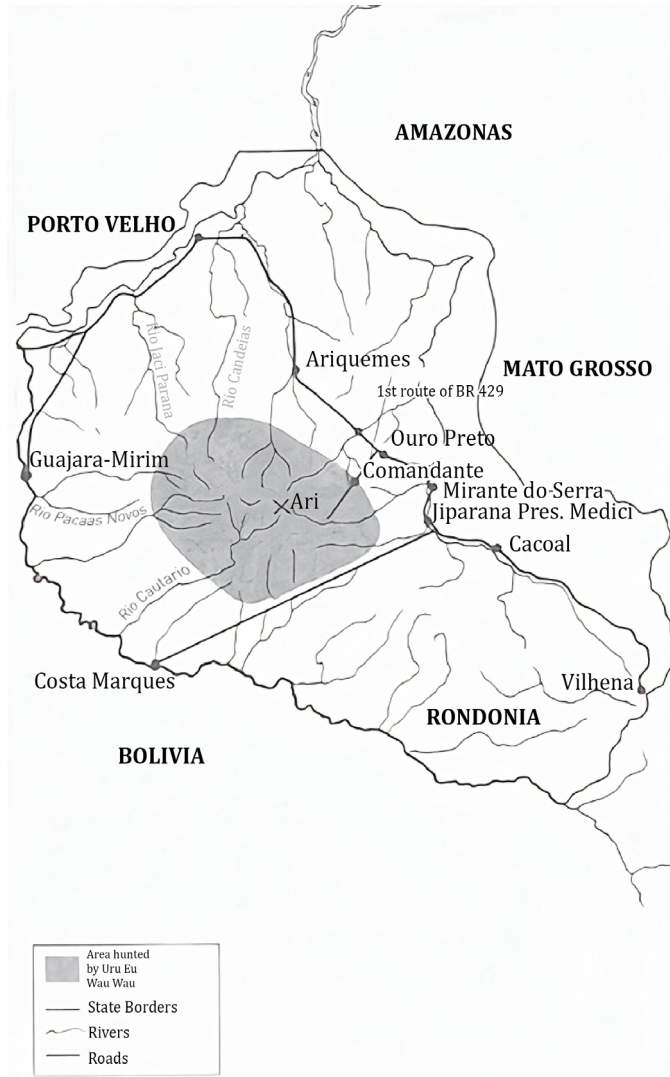 AMAZONAS
PORTO VELHO
Rio Jaci Parana
Rio Candeias
Ariquemes
MATO GROSSO
1st route of BR 429
Ouro Preto
Guajara-Mirim
Comandante
Mirante do-Serra
Ari
Jiparana Pres. Medici
Rio Pacaas Novos
Cacoal
Rio Cautario
Costa Marques
Vilhena
RONDONIA
BOLIVIA
Area hunted
by Uru Eu
Wau Wau
State Borders
Rivers
Roads